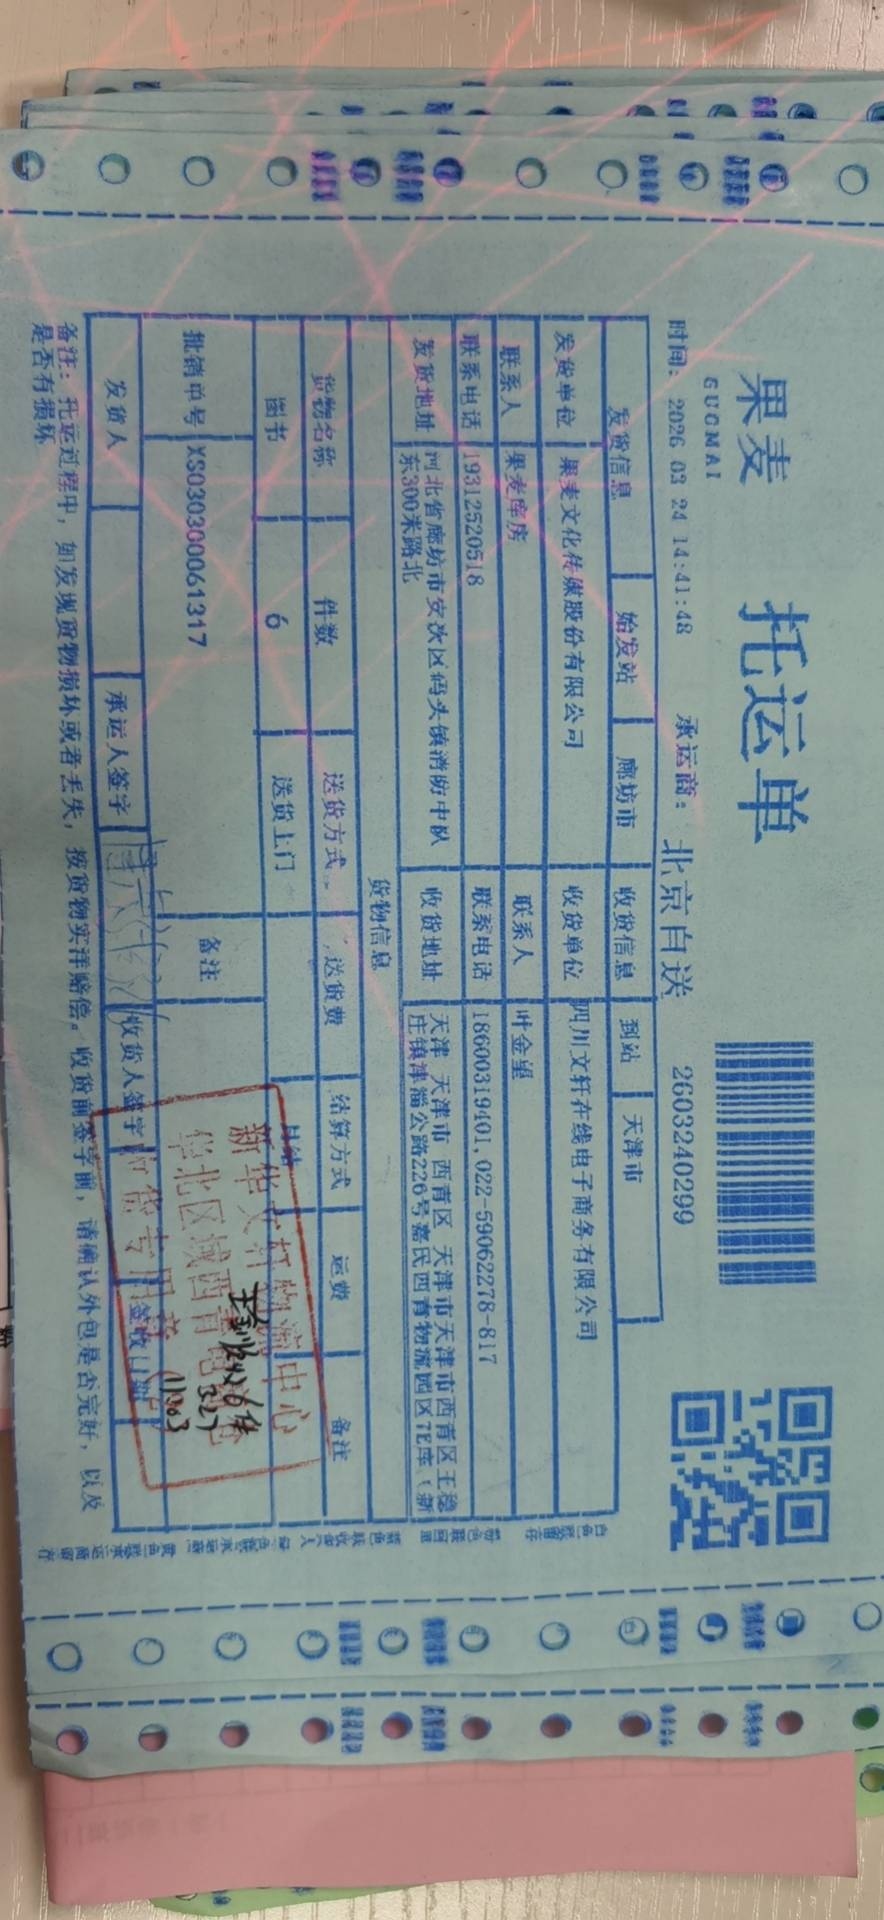 果麦
GUOMAI
托运单
时间: 2026 03 24 14:41:48 承运商: 北京自送 2603240299
发货信息 始发站 廊坊市 收货信息 到站 天津市
发货单位 果麦文化传媒股份有限公司 收货单位 四川文轩在线电子商务有限公司
联系人 果麦库房 联系人 叶金望
联系电话 19312520518 联系电话 18600319401,022-59062278-817
发货地址 河北省廊坊市安次区码头镇消防中队
东300米路北
收货地址 天津 天津市 西青区 天津市天津市西青区王稳
庄镇津淄公路226号嘉民西青物流园区7E库(新
货物信息
货物名称 件数 送货方式 送货费 结算方式 运费 备注
图书 6 送货上门 月结
批销单号 XS030300061317 备注
发货人 承运人签字 收货人签字 签收日期
新华文轩物流中心
华北区域西青
收货专用章
备注: 托运过程中, 如发现货物损坏或者丢失, 按货物实洋赔偿。收货前签字前, 请确认外包是否完好, 以及
是否有损坏